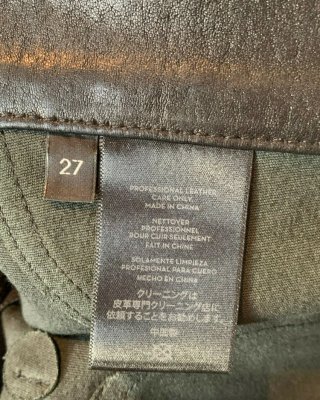 27
PROFESSIONAL LEATHER
CARE ONLY.
MADE IN CHINA
NETTOYER
PROFESSIONNEL
POUR CUIR SEULEMENT
FAIT EN CHINE
SOLAMENTE LIMPIEZA
PROFESIONAL PARA CUERO
HECHO EN CHINA
クリーニングは
皮革専門クリーニング店に
依頼することをお勧めします。
中国製